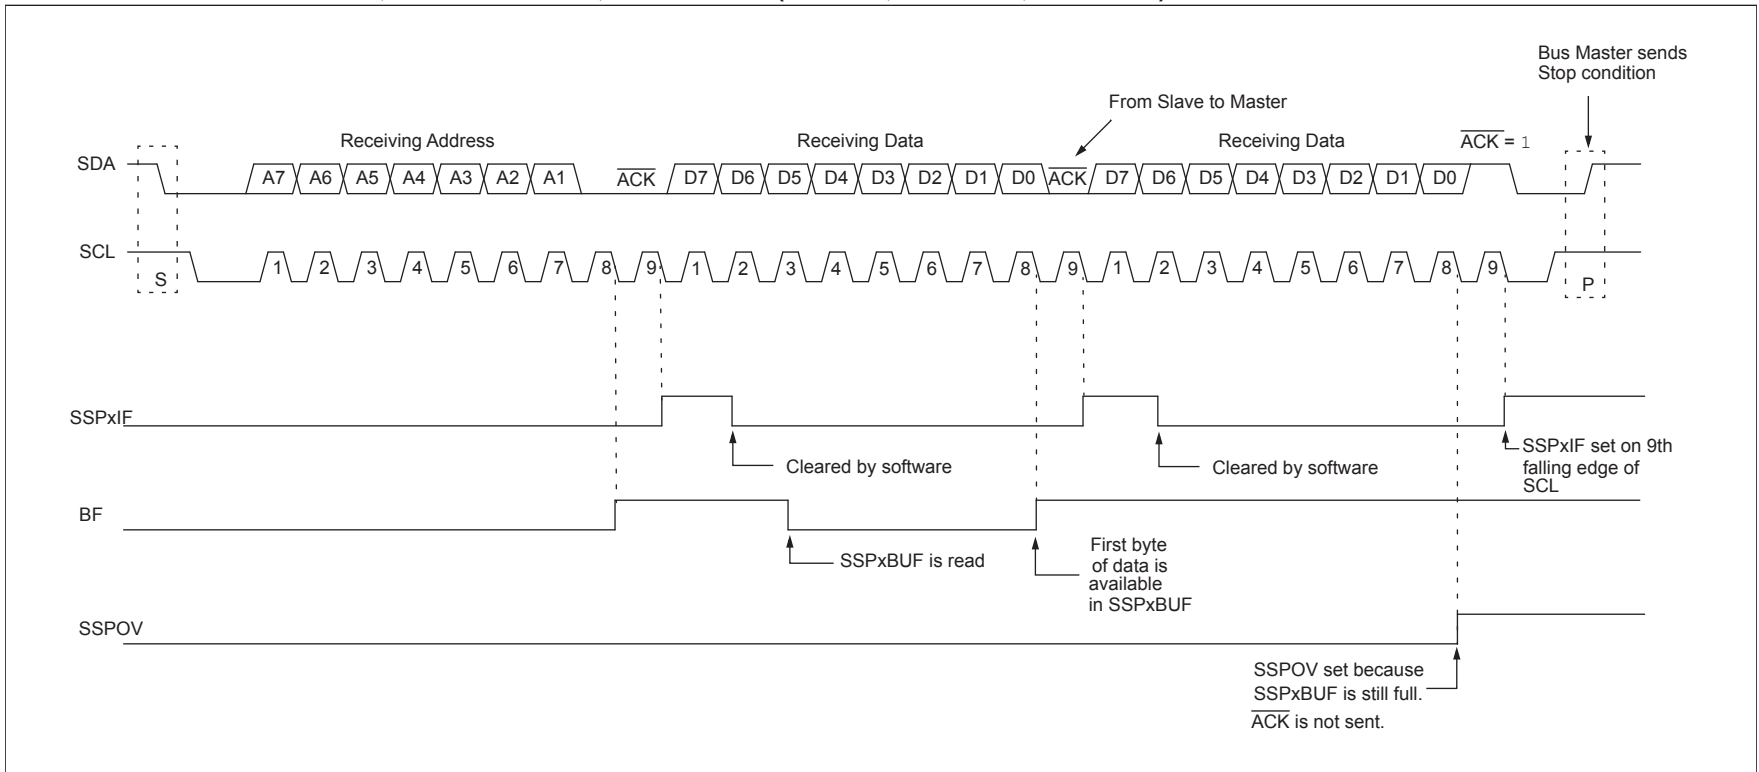 Bus Master sends
Stop condition
From Slave to Master
Receiving Address
Receiving Data
Receiving Data
ACK = 1
SDA
A7 A6 A5 A4 A3 A2 A1 ACK D7 D6 D5 D4 D3 D2 D1 D0 ACK D7 D6 D5 D4 D3 D2 D1 D0
SCL
S 1 2 3 4 5 6 7 8 9 1 2 3 4 5 6 7 8 9 1 2 3 4 5 6 7 8 9 P
SSPxIF
Cleared by software
Cleared by software
SSPxIF set on 9th
falling edge of
SCL
BF
SSPxBUF is read
First byte
of data is
available
in SSPxBUF
SSPOV
SSPOV set because
SSPxBUF is still full.
ACK is not sent.